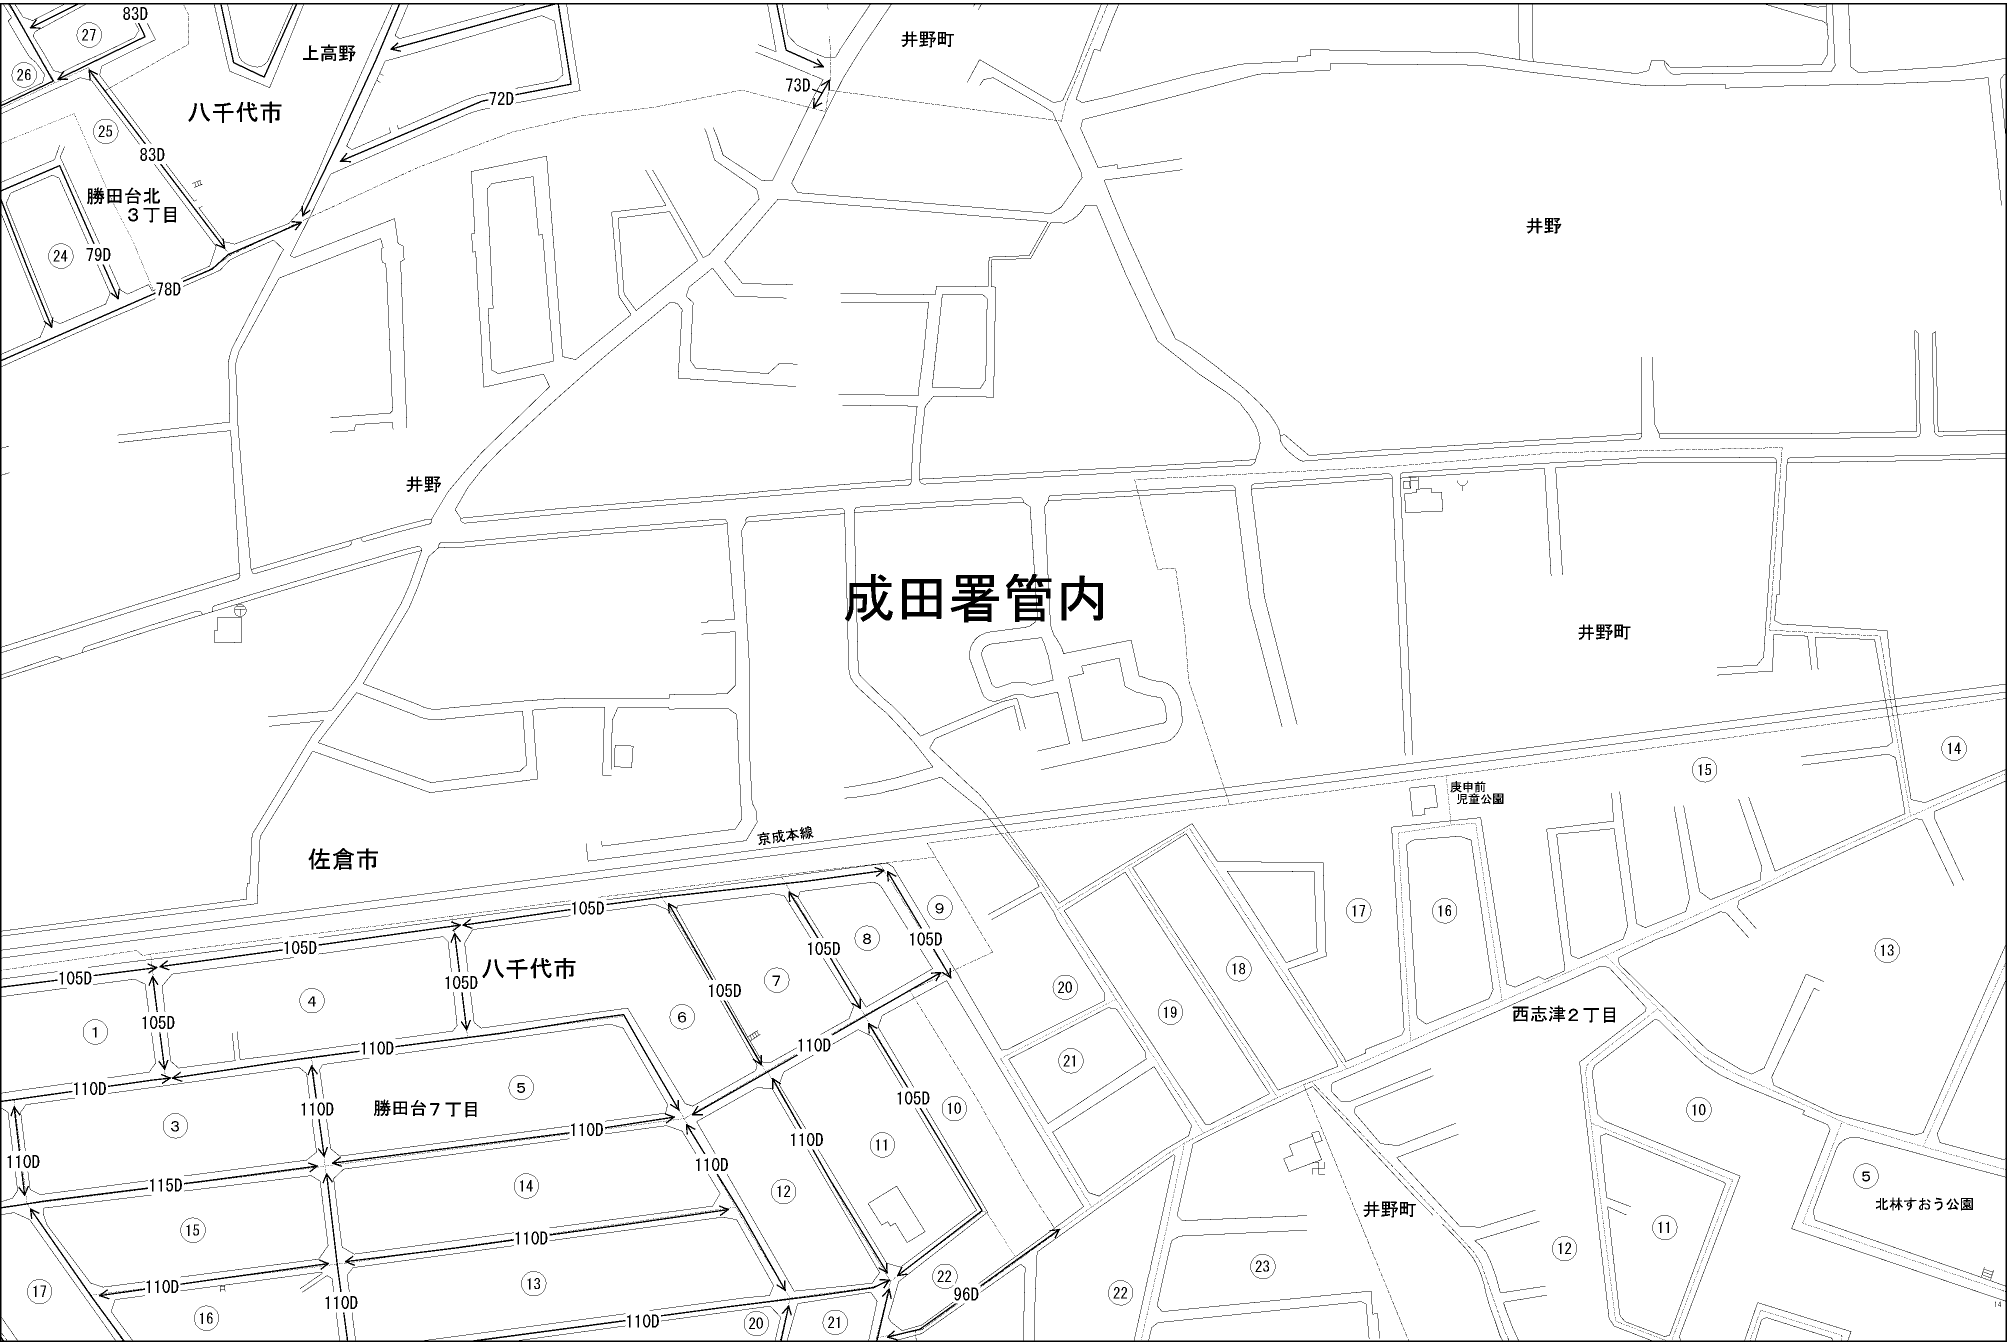 83D
27
26
上高野
井野町
73D
72D
八千代市
25
83D
勝田台北
３丁目
24
79D
78D
井野
井野
成田署管内
井野町
14
15
庚申前
児童公園
京成本線
佐倉市
105D
9
8
105D
105D
17
16
105D
八千代市
105D
105D
7
105D
105D
18
13
20
4
6
19
西志津２丁目
1
105D
110D
110D
21
110D
5
105D
10
10
110D
勝田台７丁目
3
110D
110D
11
110D
110D
115D
14
12
5
北林すおう公園
井野町
15
11
110D
12
23
110D
13
22
96D
22
17
110D
16
110D
20
21
14